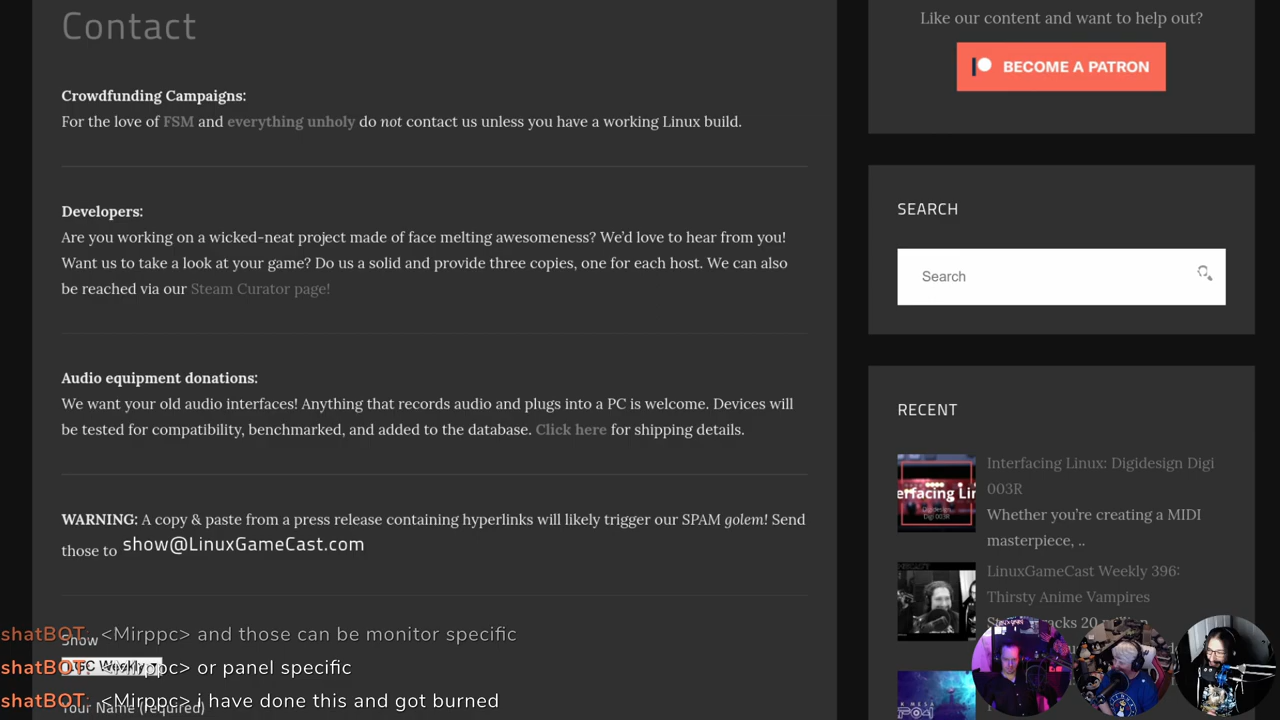 Contact
Crowdfunding Campaigns:
For the love of FSM and everything unholy do not contact us unless you have a working Linux build.
Developers:
Are you working on a wicked-neat project made of face melting awesomeness? We'd love to hear from you!
Want us to take a look at your game? Do us a solid and provide three copies, one for each host. We can also
be reached via our Steam Curator page!
Audio equipment donations:
We want your old audio interfaces! Anything that records audio and plugs into a PC is welcome. Devices will
be tested for compatibility, benchmarked, and added to the database. Click here for shipping details.
WARNING: A copy & paste from a press release containing hyperlinks will likely trigger our SPAM golem! Send
those to show@LinuxGameCast.com
Show
Your Name (required)
shatBOT: <Mirppc> and those can be monitor specific
shatBOT: <Mirppc> or panel specific
shatBOT: <Mirppc> i have done this and got burned
Like our content and want to help out?
BECOME A PATRON
SEARCH
Search
RECENT
Interfacing Linux: Digidesign Digi
003R
Whether you're creating a MIDI
masterpiece, ..
LinuxGameCast Weekly 396:
Thirsty Anime Vampires